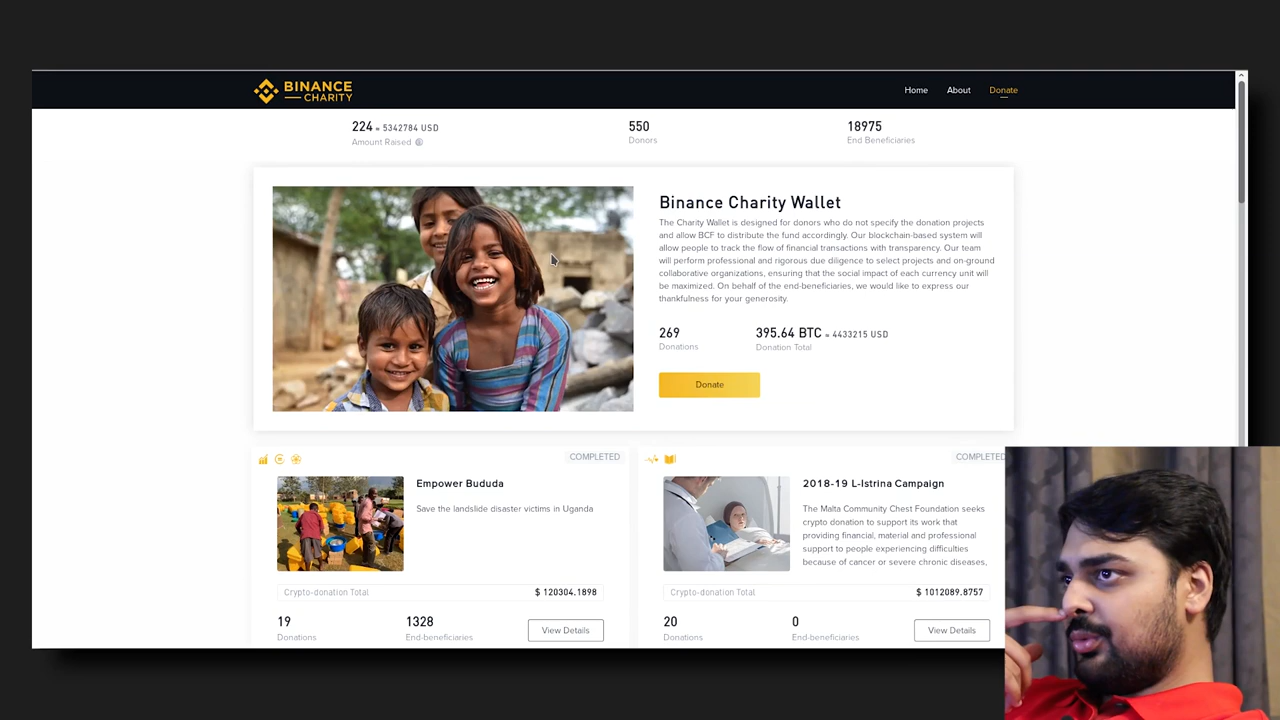 BINANCE
CHARITY
Home About Donate
224 ≈ 5342784 USD
Amount Raised
550
Donors
18975
End Beneficiaries
Binance Charity Wallet
The Charity Wallet is designed for donors who do not specify the donation projects
and allow BCF to distribute the fund accordingly. Our blockchain-based system will
allow people to track the flow of financial transactions with transparency. Our team
will perform professional and rigorous due diligence to select projects and on-ground
collaborative organizations, ensuring that the social impact of each currency unit will
be maximized. On behalf of the end-beneficiaries, we would like to express our
thankfulness for your generosity.
269
Donations
395.64 BTC ≈ 4433215 USD
Donation Total
Donate
COMPLETED
Empower Bududa
Save the landslide disaster victims in Uganda
Crypto-donation Total $ 120304.1898
19
Donations
1328
End-beneficiaries
View Details
COMPLETED
2018-19 L-Istrina Campaign
The Malta Community Chest Foundation seeks
crypto donation to support its work that
providing financial, material and professional
support to people experiencing difficulties
because of cancer or severe chronic diseases,
Crypto-donation Total $ 1012089.8757
20
Donations
0
End-beneficiaries
View Details